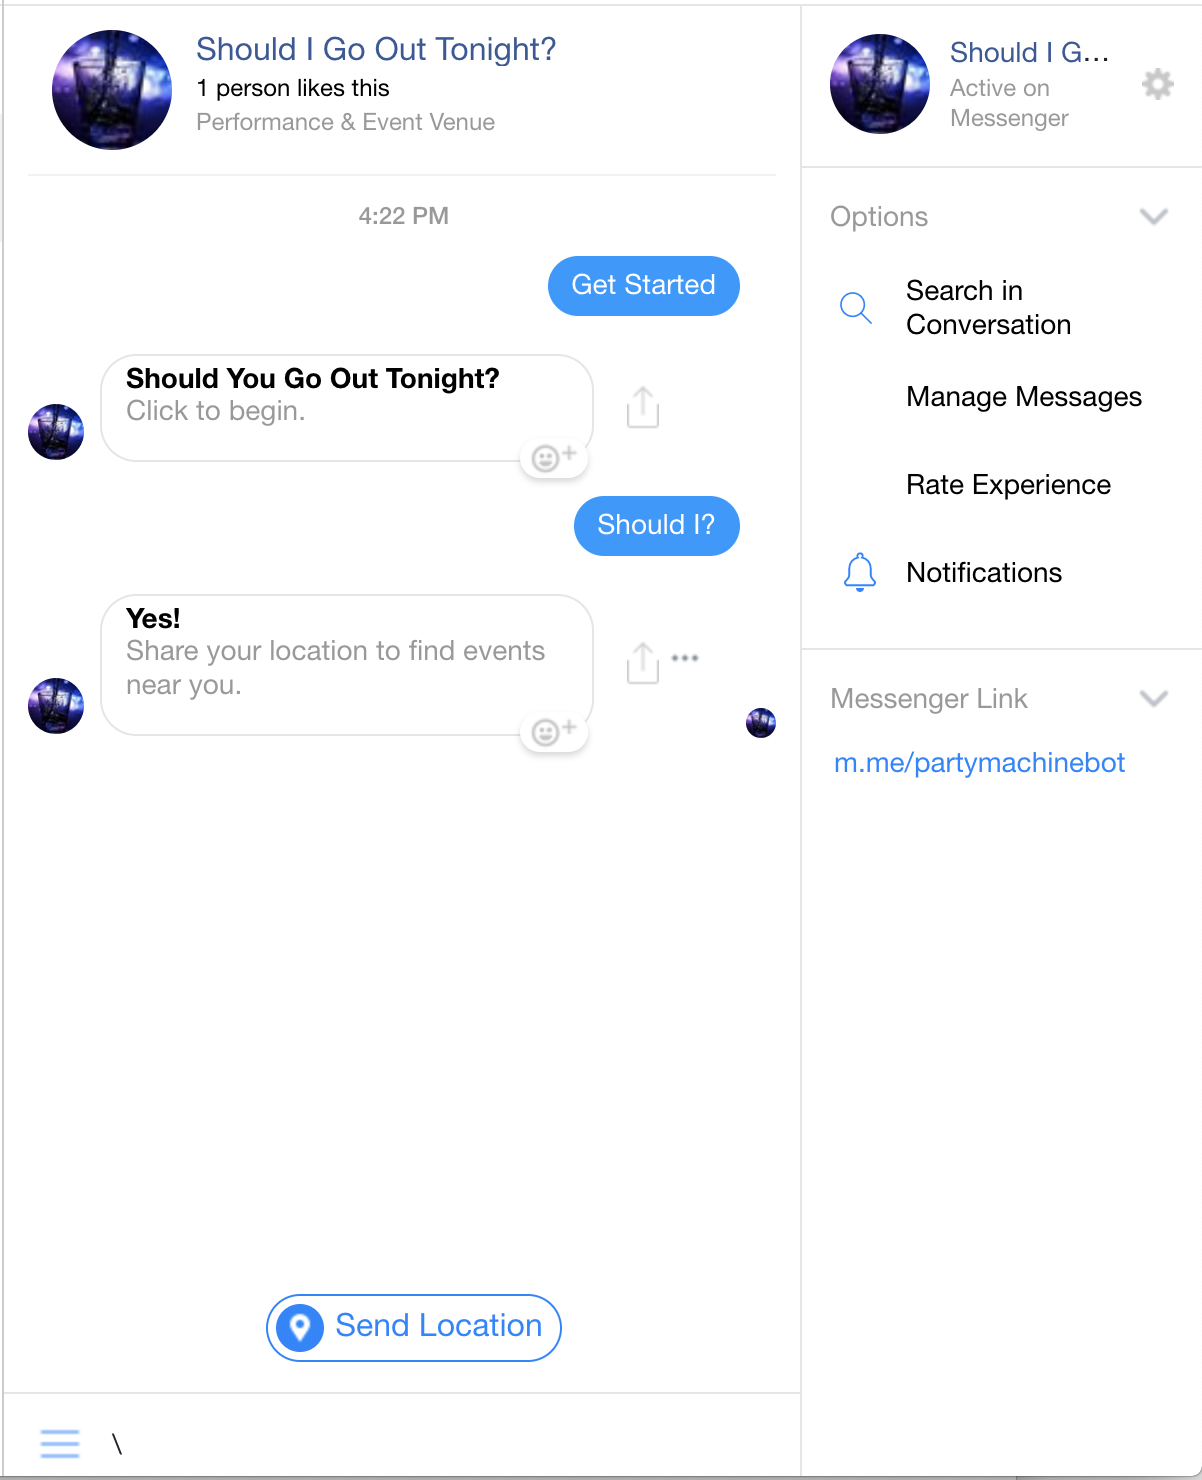 Should I Go Out Tonight?
1 person likes this
Performance & Event Venue
4:22 PM
Get Started
Should You Go Out Tonight?
Click to begin.
Should I?
Yes!
Share your location to find events
near you.
Send Location
\
Should I G...
Active on
Messenger
Options
Search in
Conversation
Manage Messages
Rate Experience
Notifications
Messenger Link
m.me/partymachinebot